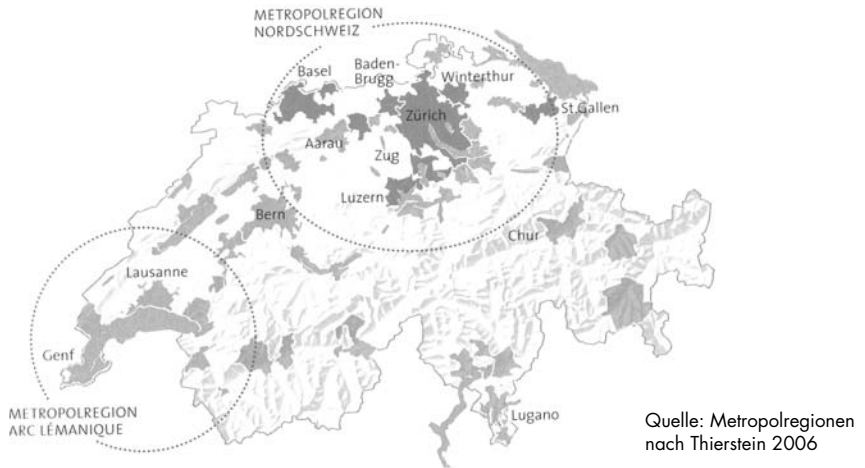 METROPOLREGION
NORDSCHWEIZ
Basel
Baden-
Brugg
Winterthur
Zürich
St.Gallen
Aarau
Zug
Luzern
Bern
Chur
Lausanne
Genf
METROPOLREGION
ARC LÉMANIQUE
Lugano
Quelle: Metropolregionen
nach Thierstein 2006